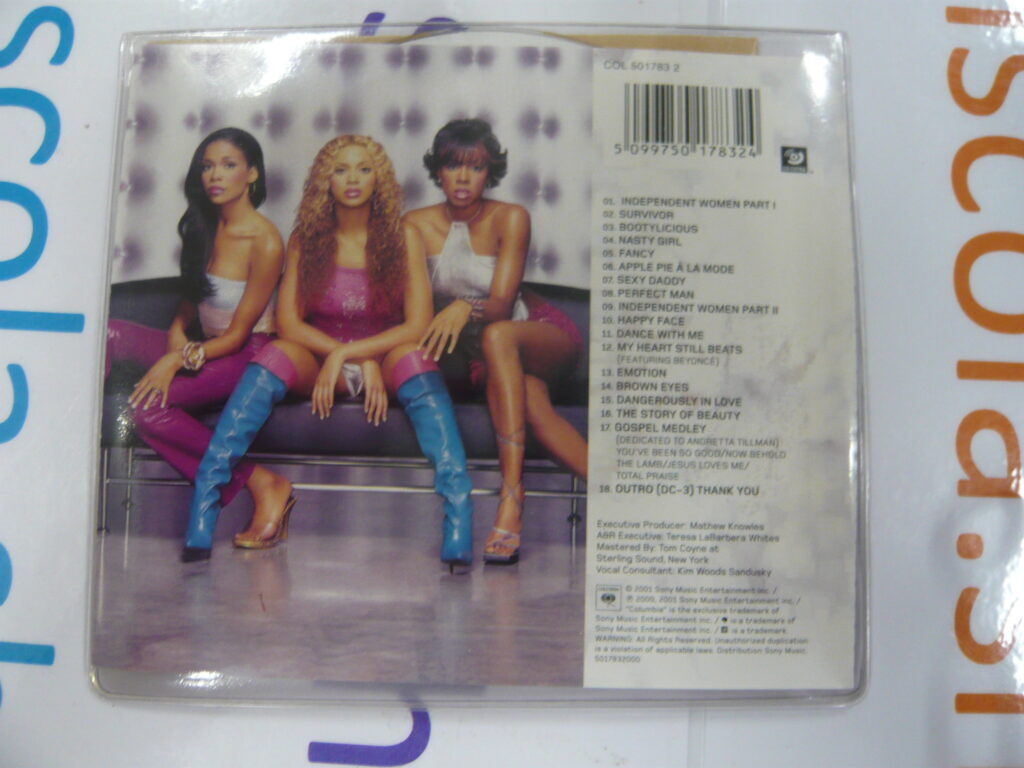 COL 501783 2
5 099750 178324
01. INDEPENDENT WOMEN PART I
02. SURVIVOR
03. BOOTYLICIOUS
04. NASTY GIRL
05. FANCY
06. APPLE PIE À LA MODE
07. SEXY DADDY
08. PERFECT MAN
09. INDEPENDENT WOMEN PART II
10. HAPPY FACE
11. DANCE WITH ME
12. MY HEART STILL BEATS
(FEATURING BEYONCÉ)
13. EMOTION
14. BROWN EYES
15. DANGEROUSLY IN LOVE
16. THE STORY OF BEAUTY
17. GOSPEL MEDLEY
(DEDICATED TO ANDRETTA TILLMAN)
YOU'VE BEEN SO GOOD/NOW BEHOLD
THE LAMB/JESUS LOVES ME/
TOTAL PRAISE
18. OUTRO (DC-3) THANK YOU
Executive Producer: Mathew Knowles
A&R Executive: Teresa LaBarbera Whites
Mastered By: Tom Coyne at
Sterling Sound, New York
Vocal Consultant: Kim Woods Sandusky
© 2001 Sony Music Entertainment Inc. /
℗ 2000, 2001 Sony Music Entertainment Inc. /
"Columbia" is the exclusive trademark of
Sony Music Entertainment Inc. / is a trademark of
Sony Music Entertainment Inc. / is a trademark
WARNING: All Rights Reserved. Unauthorized duplication
is a violation of applicable laws. Distribution Sony Music
5017832000
iscola.si